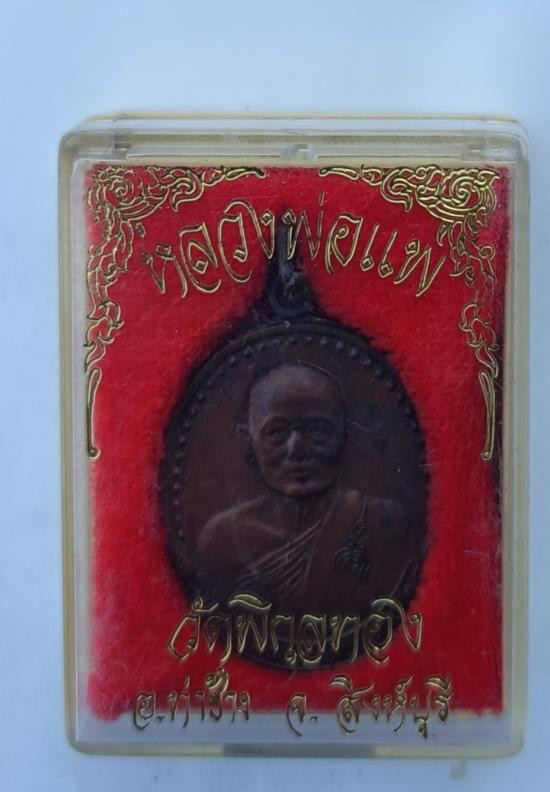 หลวงพ่อแพ
วัดพิกุลทอง
อ.ท่าช้าง จ. สิงห์บุรี